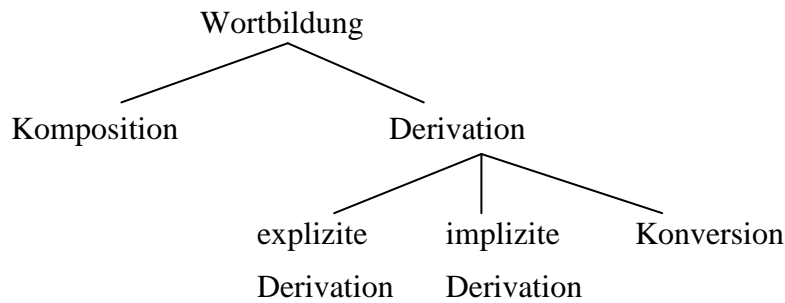 Wortbildung
Komposition Derivation
explizite implizite Konversion
Derivation Derivation